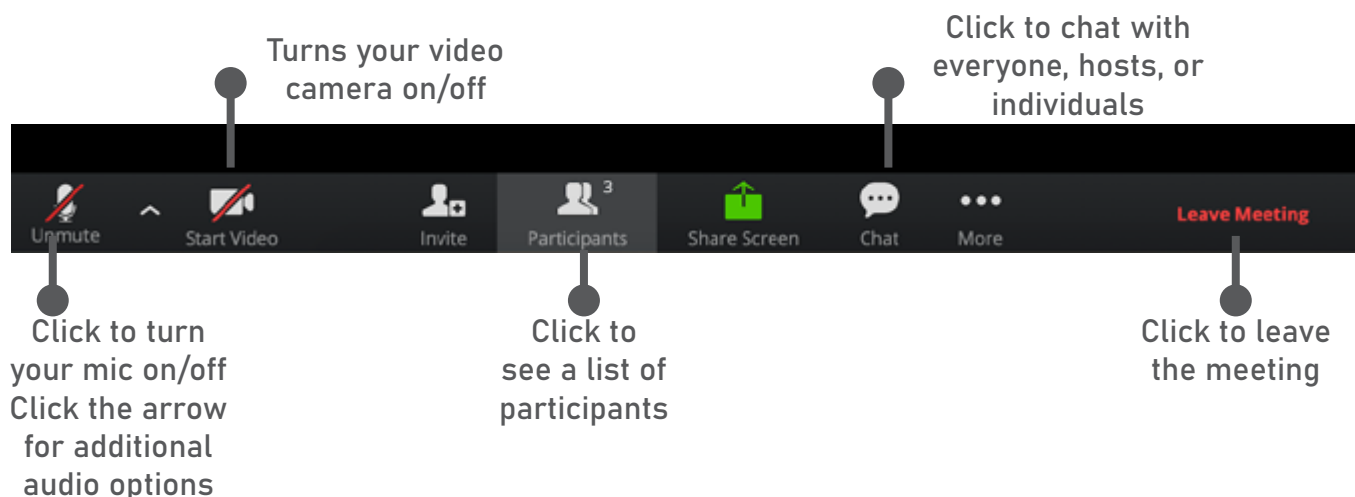 Turns your video
camera on/off
Click to chat with
everyone, hosts, or
individuals
Unmute
Start Video
Invite
3
Participants
Share Screen
Chat
More
Leave Meeting
Click to turn
your mic on/off
Click the arrow
for additional
audio options
Click to
see a list of
participants
Click to leave
the meeting